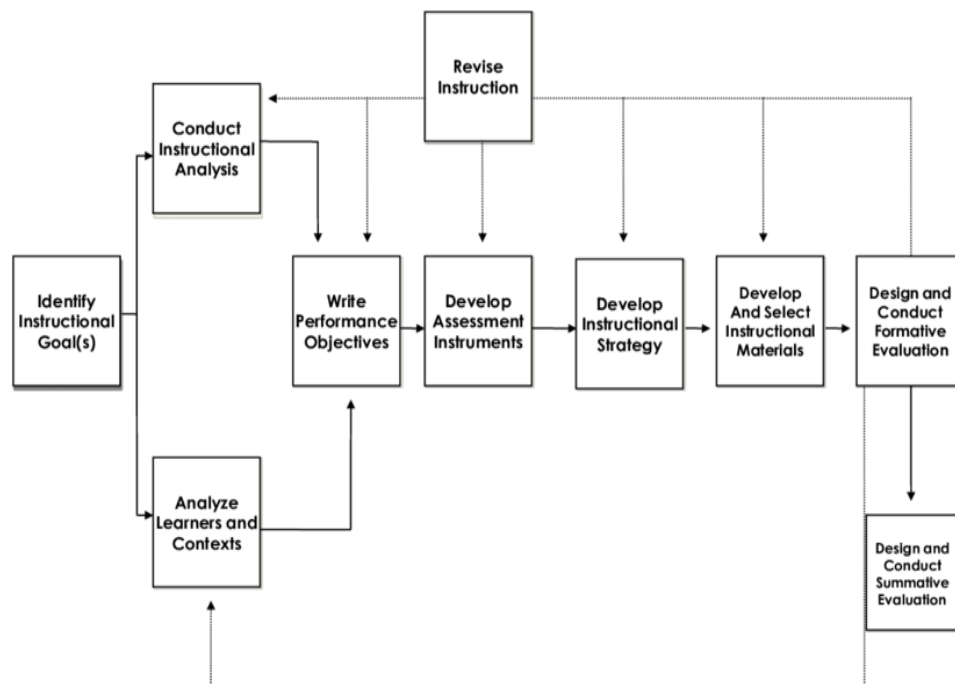 Revise
Instruction
Conduct
Instructional
Analysis
Identify
Instructional
Goal(s)
Write
Performance
Objectives
Develop
Assessment
Instruments
Develop
Instructional
Strategy
Develop
And Select
Instructional
Materials
Design and
Conduct
Formative
Evaluation
Analyze
Learners and
Contexts
Design and
Conduct
Summative
Evaluation